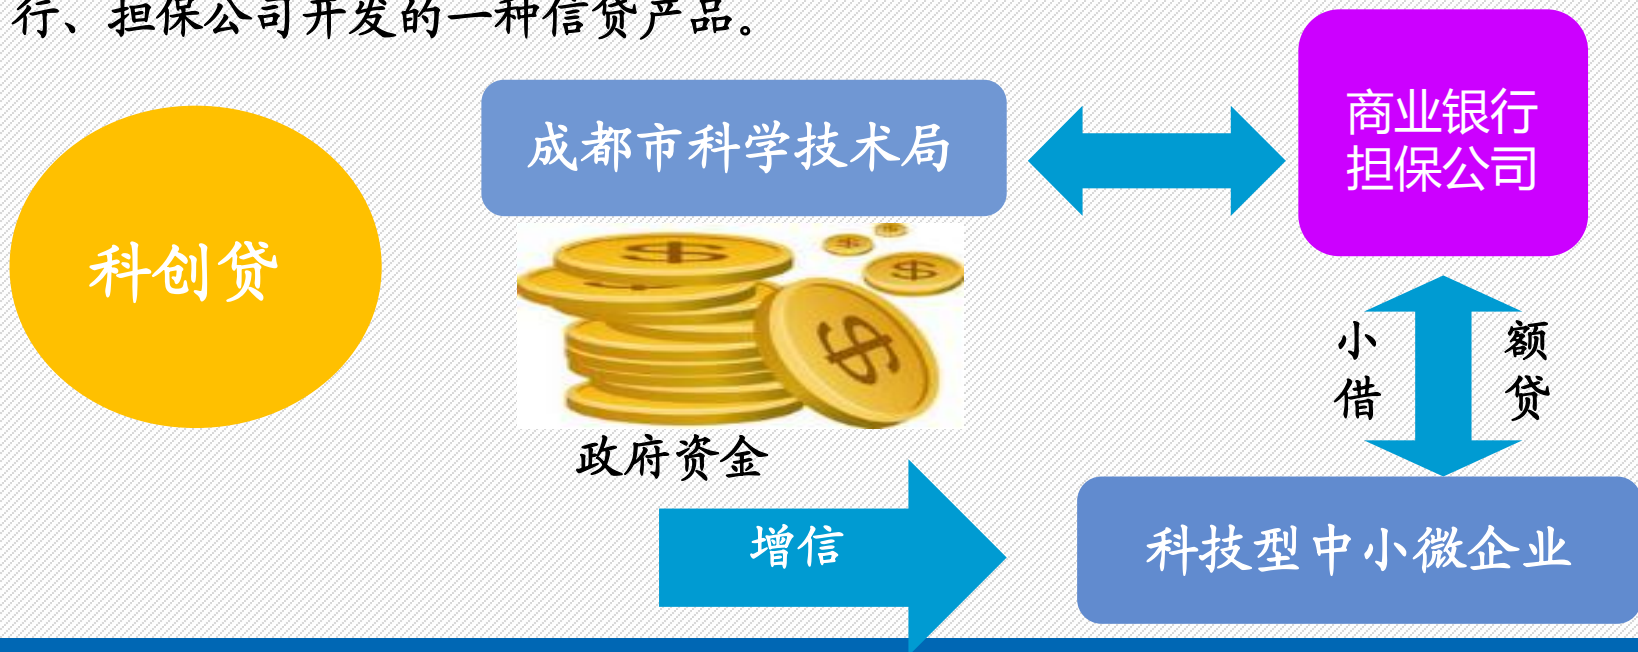 行、担保公司开发的一种信贷产品。
科创贷
成都市科学技术局
商业银行
担保公司
政府资金
小 额
借 贷
增信
科技型中小微企业